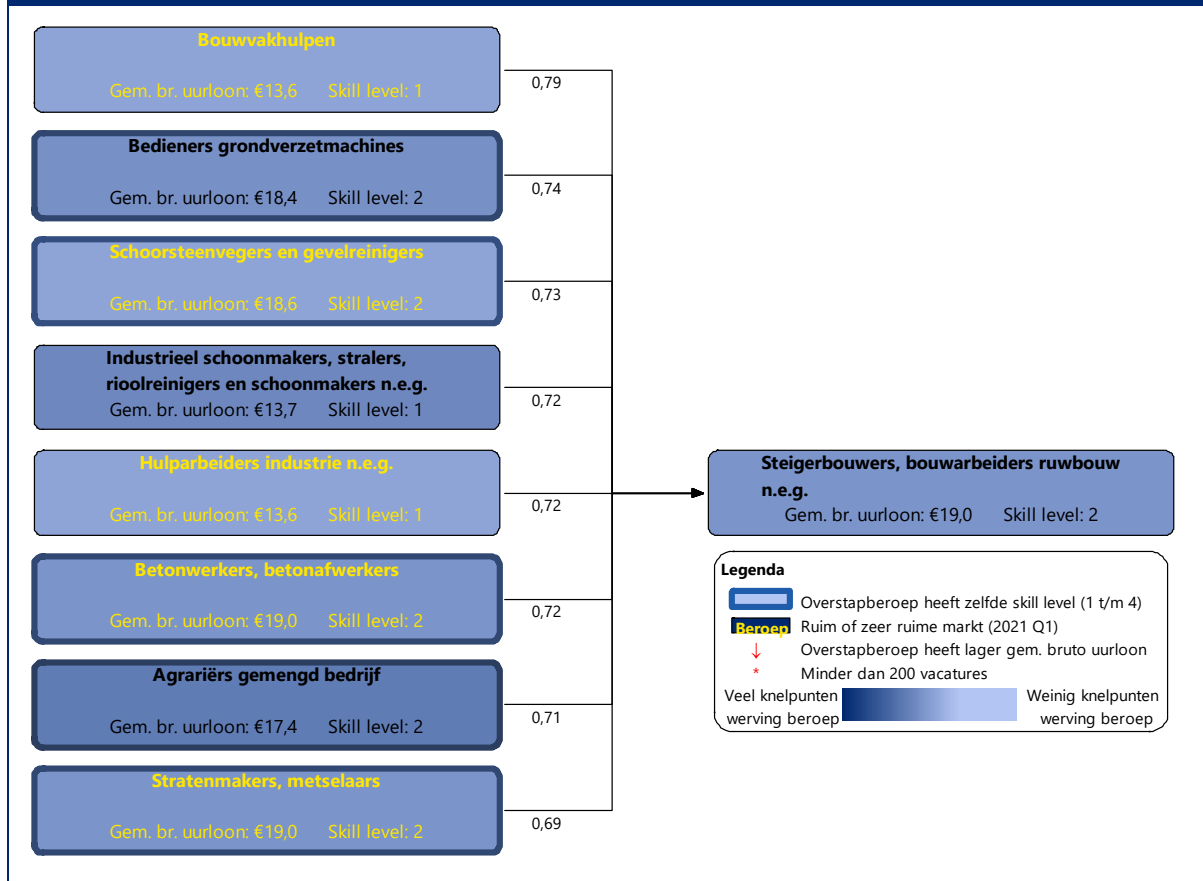 Bouwvakhulpen
Gem. br. uurloon: €13,6 Skill level: 1
0,79
Bedieners grondverzetmachines
Gem. br. uurloon: €18,4 Skill level: 2
0,74
Schoorsteenvegers en gevelreinigers
Gem. br. uurloon: €18,6 Skill level: 2
0,73
Industrieel schoonmakers, stralers,
rioolreinigers en schoonmakers n.e.g.
Gem. br. uurloon: €13,7 Skill level: 1
0,72
Hulparbeiders industrie n.e.g.
Gem. br. uurloon: €13,6 Skill level: 1
0,72
Betonwerkers, betonafwerkers
Gem. br. uurloon: €19,0 Skill level: 2
0,72
Agrariërs gemengd bedrijf
Gem. br. uurloon: €17,4 Skill level: 2
0,71
Stratenmakers, metselaars
Gem. br. uurloon: €19,0 Skill level: 2
0,69
Steigerbouwers, bouwarbeiders ruwbouw
n.e.g.
Gem. br. uurloon: €19,0 Skill level: 2
Legenda
Overstapberoep heeft zelfde skill level (1 t/m 4)
Beroep Ruim of zeer ruime markt (2021 Q1)
↓ Overstapberoep heeft lager gem. bruto uurloon
* Minder dan 200 vacatures
Veel knelpunten Weinig knelpunten
werving beroep werving beroep